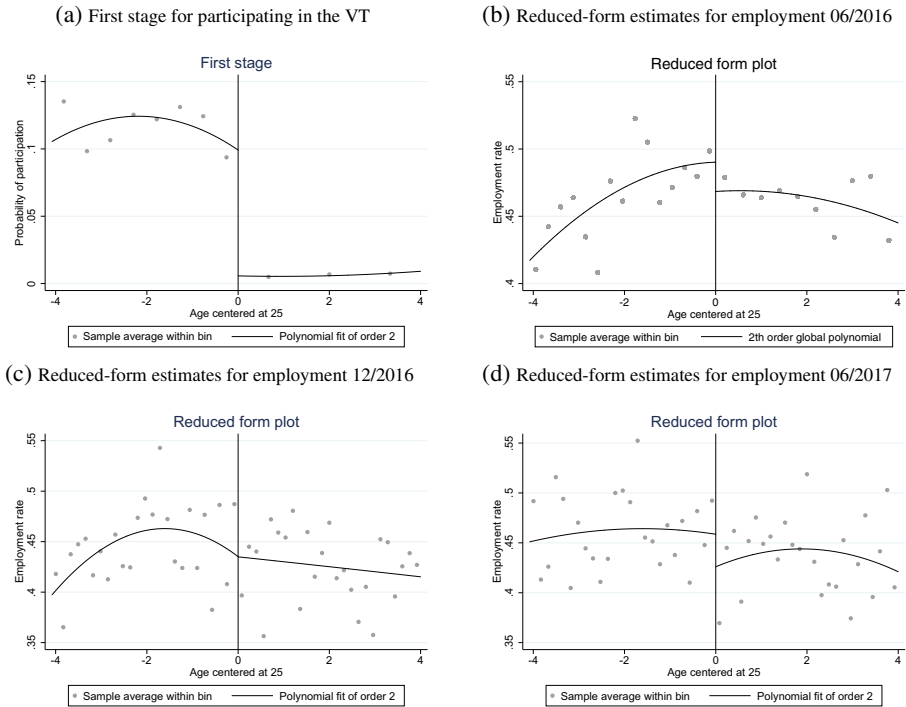 (a) First stage for participating in the VT
First stage
Probability of participation
.15
.1
.05
0
-4
-2
0
2
4
Age centered at 25
Sample average within bin
Polynomial fit of order 2
(b) Reduced-form estimates for employment 06/2016
Reduced form plot
Employment rate
.55
.5
.45
.4
-4
-2
0
2
4
Age centered at 25
Sample average within bin
2th order global polynomial
(c) Reduced-form estimates for employment 12/2016
Reduced form plot
Employment rate
.55
.5
.45
.4
.35
-4
-2
0
2
4
Age centered at 25
Sample average within bin
Polynomial fit of order 2
(d) Reduced-form estimates for employment 06/2017
Reduced form plot
Employment rate
.55
.5
.45
.4
.35
-4
-2
0
2
4
Age centered at 25
Sample average within bin
Polynomial fit of order 2